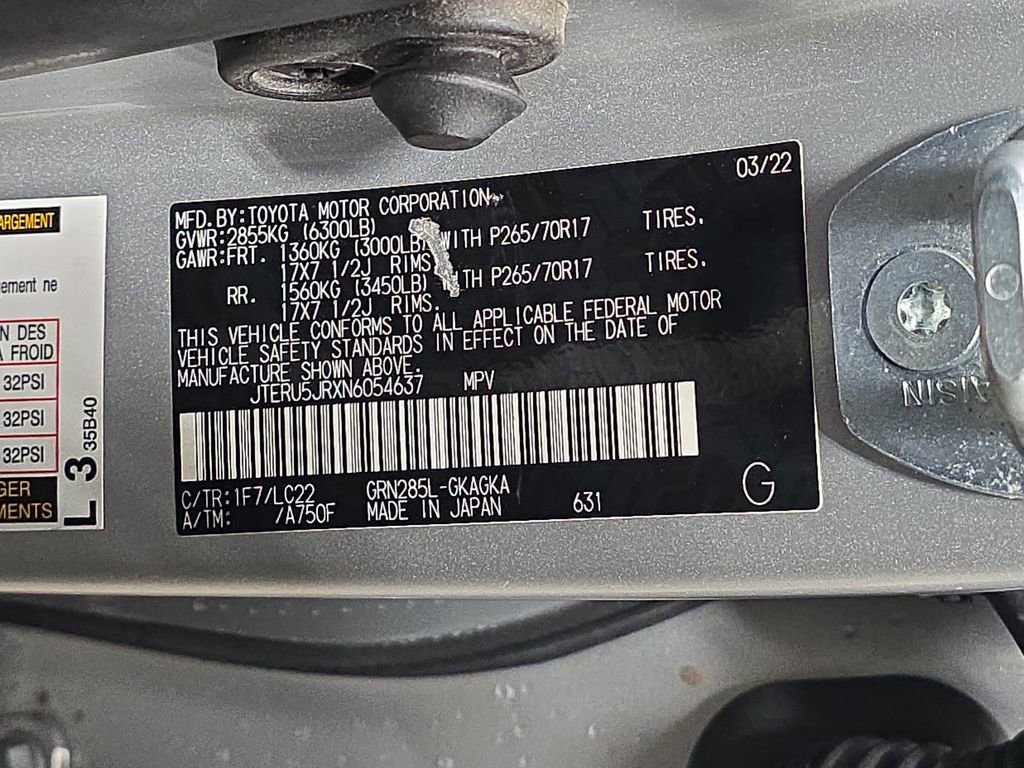 03/22
MFD. BY:TOYOTA MOTOR CORPORATION
GVWR:2855KG (6300LB)
GAWR:FRT. 1360KG (3000LB) WITH P265/70R17 TIRES.
17X7 1/2J RIMS.
RR. 1560KG (3450LB) WITH P265/70R17 TIRES.
17X7 1/2J RIMS.
THIS VEHICLE CONFORMS TO ALL APPLICABLE FEDERAL MOTOR
VEHICLE SAFETY STANDARDS IN EFFECT ON THE DATE OF
MANUFACTURE SHOWN ABOVE.
JTERU5JRXN6054637 MPV
C/TR:1F7/LC22 GRN285L-GKAGKA
A/TM: /A750F MADE IN JAPAN 631
G
ARGEMENT
gement ne
N DES
A FROID
32PSI
32PSI
32PSI
GER
MENTS
L 3 35B40
AISIN